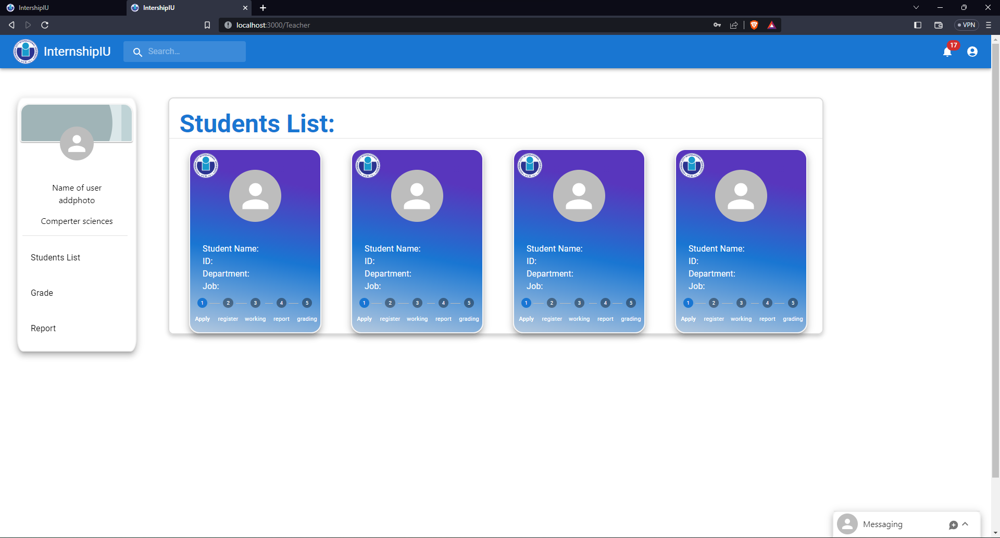 IntershipIU
IntershipIU
localhost:3000/Teacher
VPN
InternshipIU
Search...
17
Name of user
addphoto
Comperter sciences
Students List
Grade
Report
Students List:
Student Name:
ID:
Department:
Job:
1 2 3 4 5
Apply register working report grading
Student Name:
ID:
Department:
Job:
1 2 3 4 5
Apply register working report grading
Student Name:
ID:
Department:
Job:
1 2 3 4 5
Apply register working report grading
Student Name:
ID:
Department:
Job:
1 2 3 4 5
Apply register working report grading
Messaging